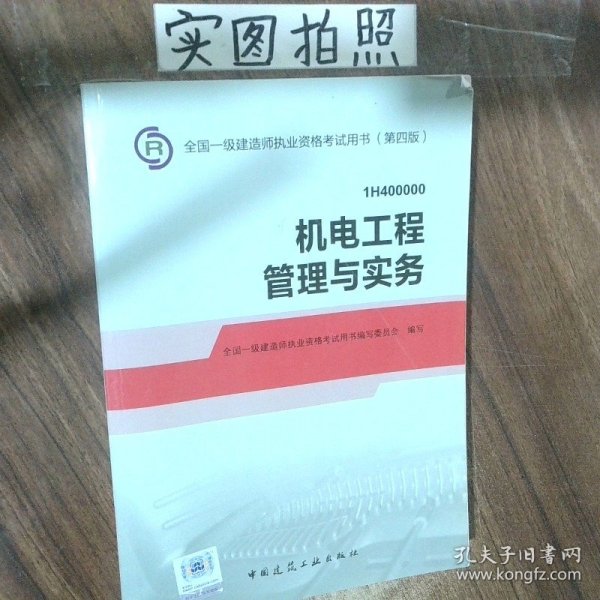 实图拍照
R
全国一级建造师执业资格考试用书（第四版）
1H400000
机电工程
管理与实务
全国一级建造师执业资格考试用书编写委员会 编写
中国建筑工业出版社
孔夫子旧书网
www.kongfz.com